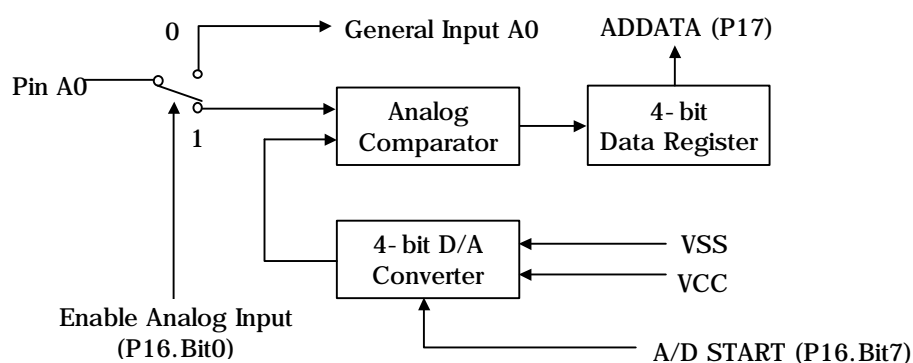 0
General Input A0
ADDATA (P17)
Pin A0
1
Analog
Comparator
4-bit
Data Register
4-bit D/A
Converter
VSS
VCC
Enable Analog Input
(P16.Bit0)
A/D START (P16.Bit7)